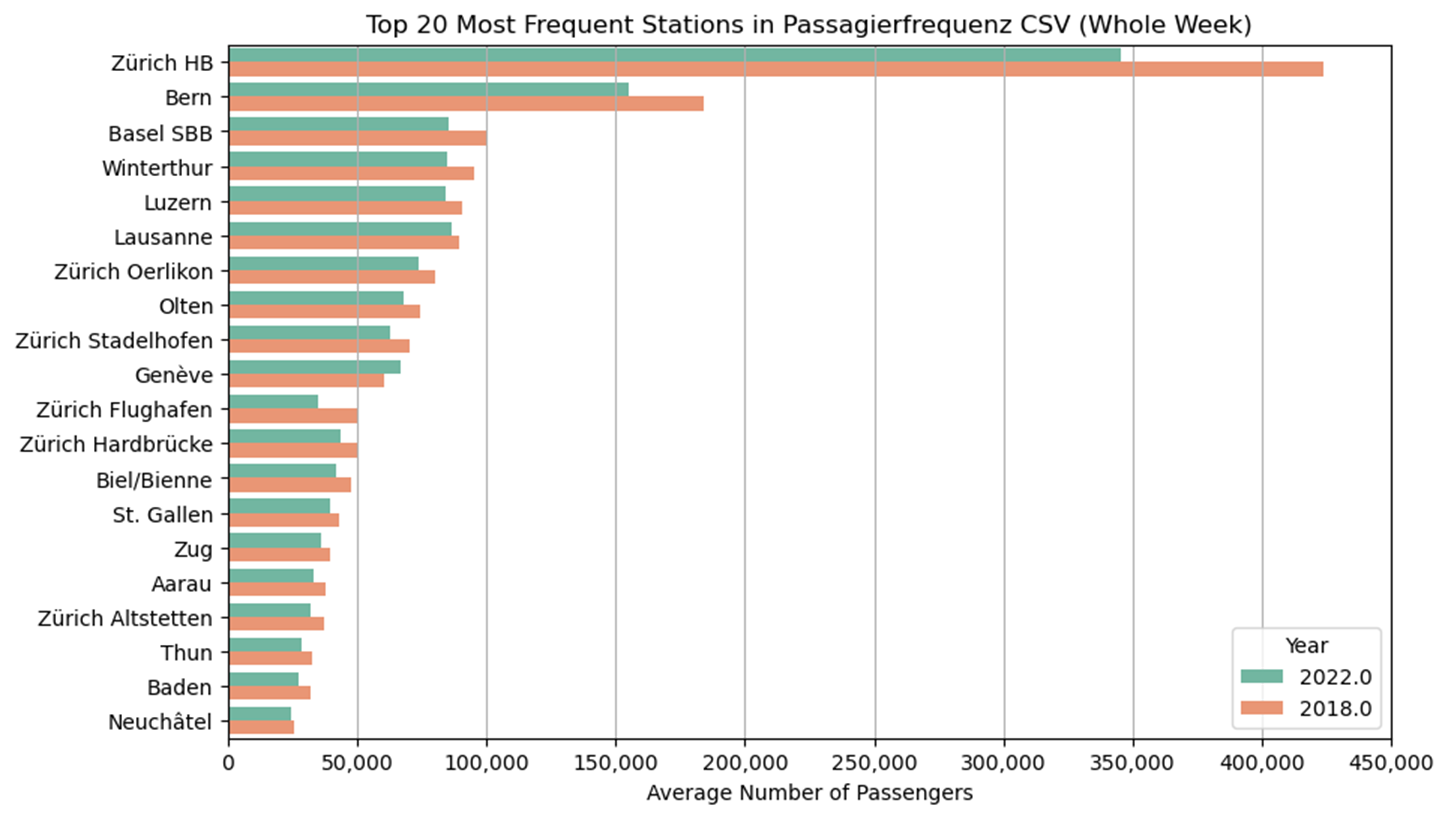 Top 20 Most Frequent Stations in Passagierfrequenz CSV (Whole Week)
Zürich HB
Bern
Basel SBB
Winterthur
Luzern
Lausanne
Zürich Oerlikon
Olten
Zürich Stadelhofen
Genève
Zürich Flughafen
Zürich Hardbrücke
Biel/Bienne
St. Gallen
Zug
Aarau
Zürich Altstetten
Thun
Baden
Neuchâtel
Year
2022.0
2018.0
0 50,000 100,000 150,000 200,000 250,000 300,000 350,000 400,000 450,000
Average Number of Passengers